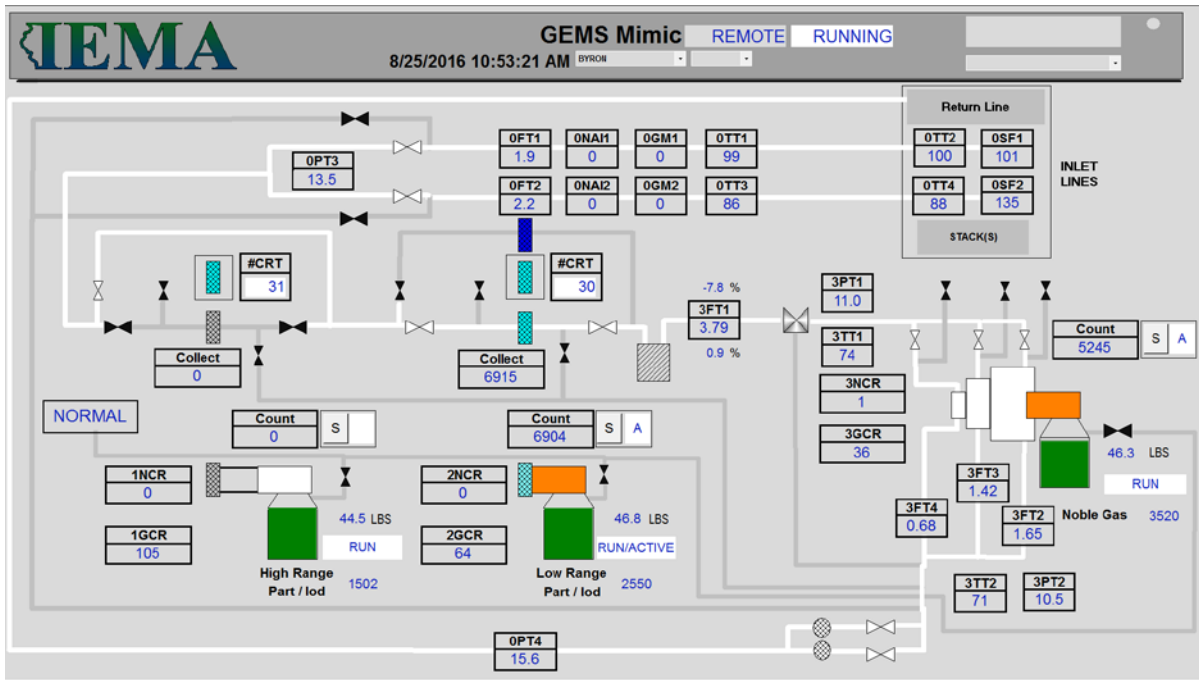 IEMA
GEMS Mimic REMOTE RUNNING
8/25/2016 10:53:21 AM BYRON
Return Line
0FT1 0NAI1 0GM1 0TT1 0TT2 0SF1
1.9 0 0 99 100 101
0PT3
13.5
INLET
LINES
0FT2 0NAI2 0GM2 0TT3 0TT4 0SF2
2.2 0 0 86 88 135
STACK(S)
#CRT #CRT
31 30
-7.8 %
3PT1
11.0
3FT1
3.79
0.9 %
3TT1
74
Count
5245 S A
Collect
0
Collect
6915
3NCR
1
NORMAL
Count
0 S
Count
6904 S A
3GCR
36
46.3 LBS
RUN
1NCR
0
2NCR
0
3FT3
1.42
3FT4
0.68
3FT2
1.65
Noble Gas 3520
44.5 LBS
RUN
46.8 LBS
RUN/ACTIVE
1GCR
105
2GCR
64
High Range
Part / Iod
1502
Low Range
Part / Iod
2550
3TT2
71
3PT2
10.5
0PT4
15.6